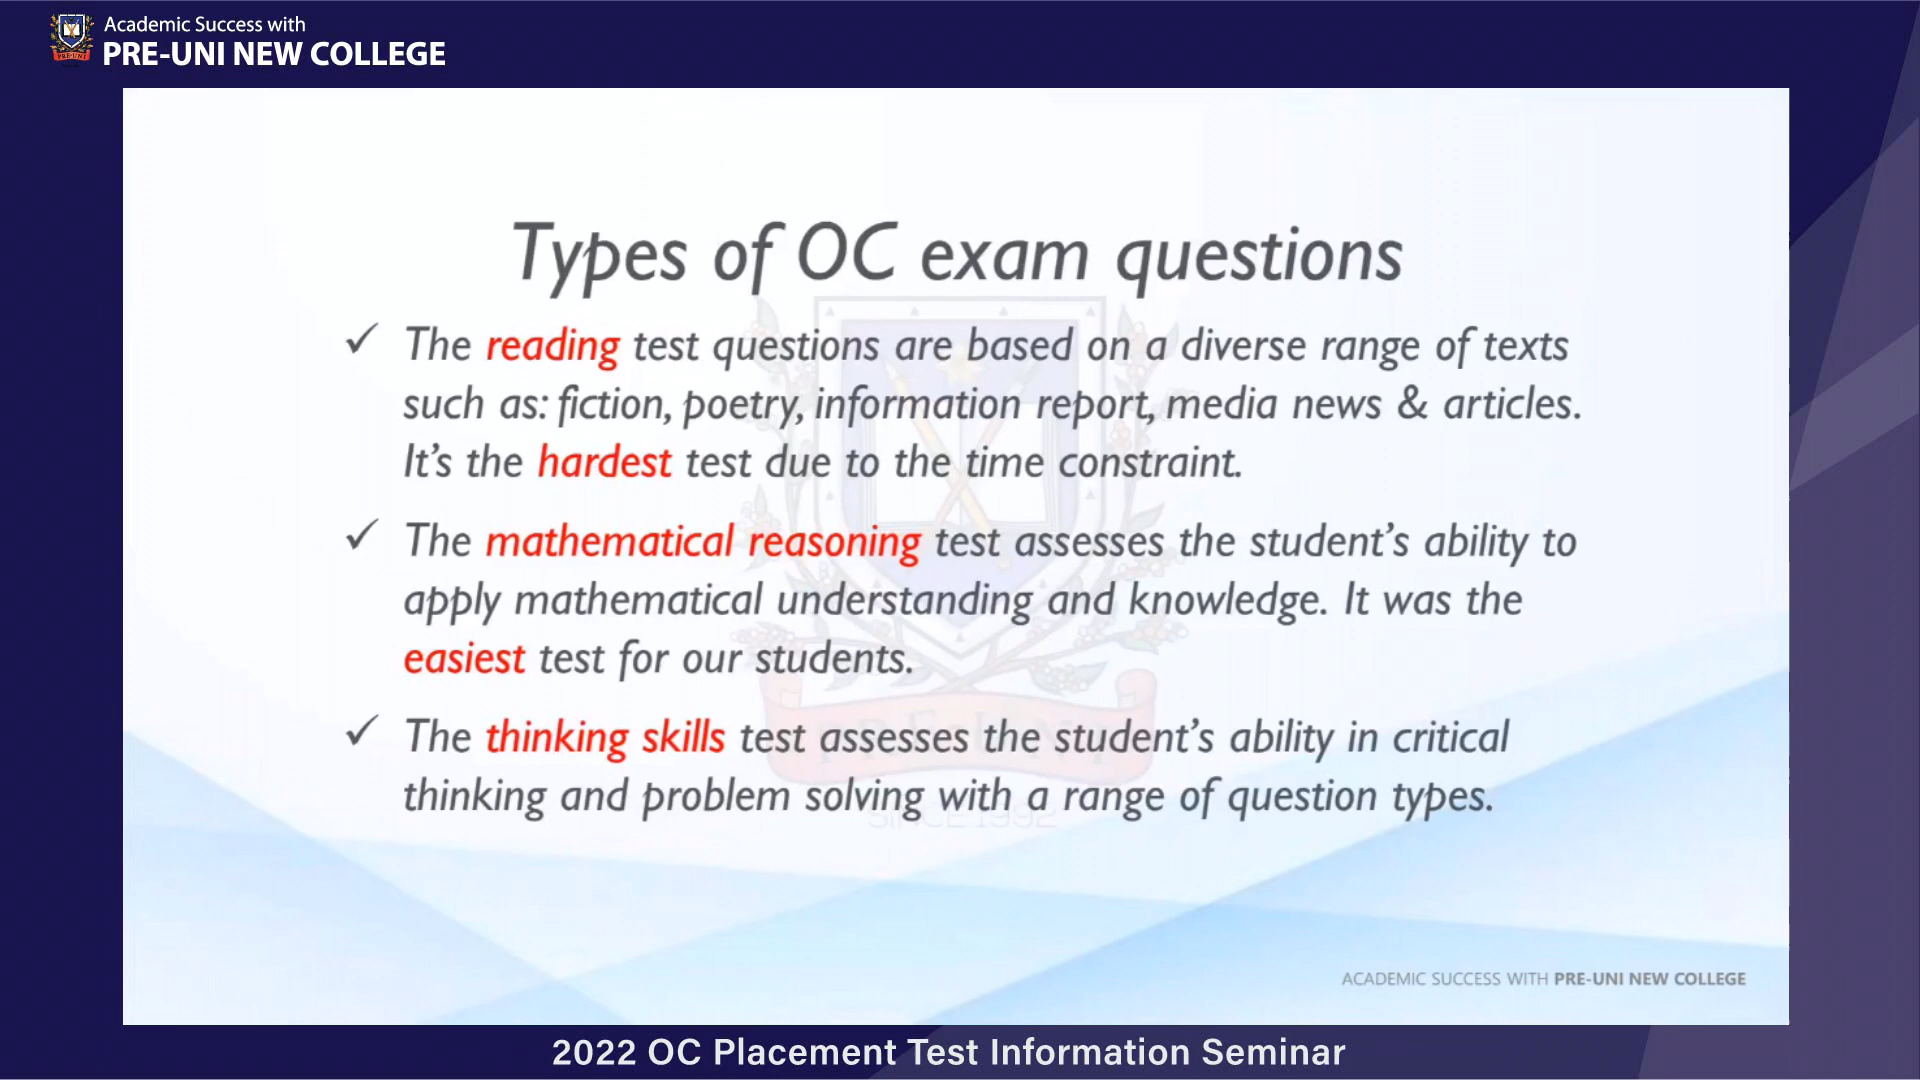 Academic Success with
PRE-UNI NEW COLLEGE
Types of OC exam questions
✓ The reading test questions are based on a diverse range of texts
such as: fiction, poetry, information report, media news & articles.
It's the hardest test due to the time constraint.
✓ The mathematical reasoning test assesses the student's ability to
apply mathematical understanding and knowledge. It was the
easiest test for our students.
✓ The thinking skills test assesses the student's ability in critical
thinking and problem solving with a range of question types.
PRE-UNI
SINCE 1992
ACADEMIC SUCCESS WITH PRE-UNI NEW COLLEGE
2022 OC Placement Test Information Seminar